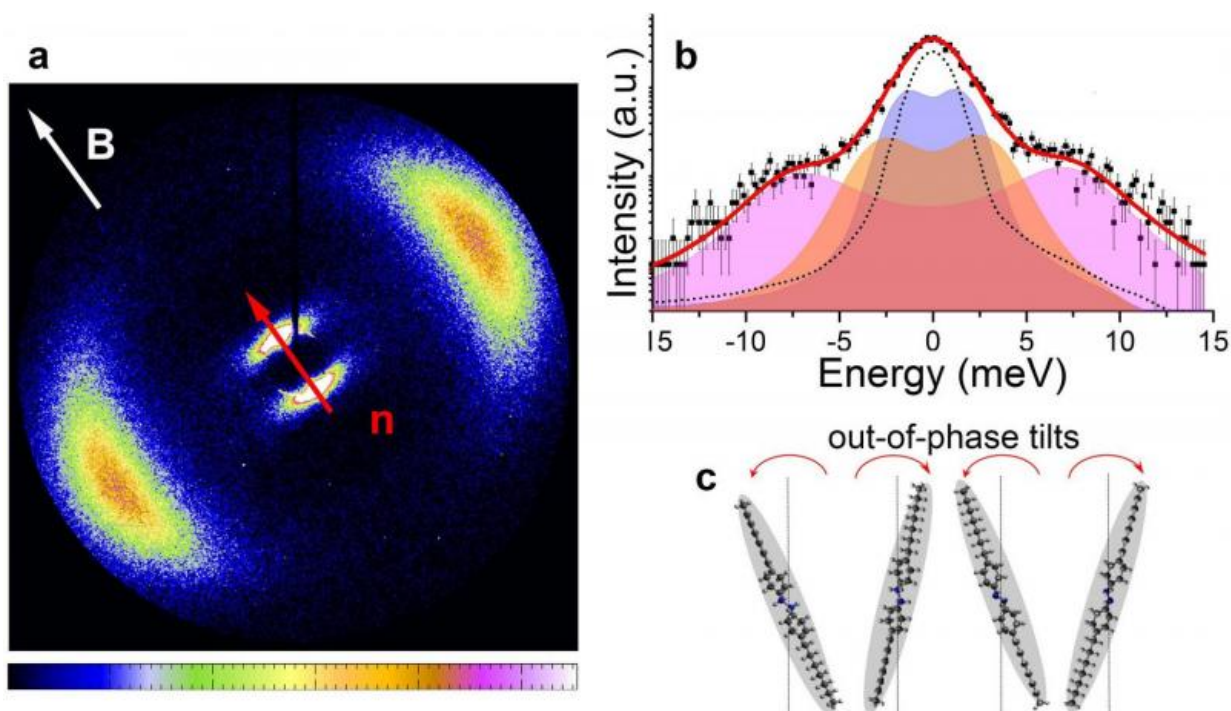 a
B
n
b
Intensity (a.u.)
15 -10 -5 0 5 10 15
Energy (meV)
out-of-phase tilts
c